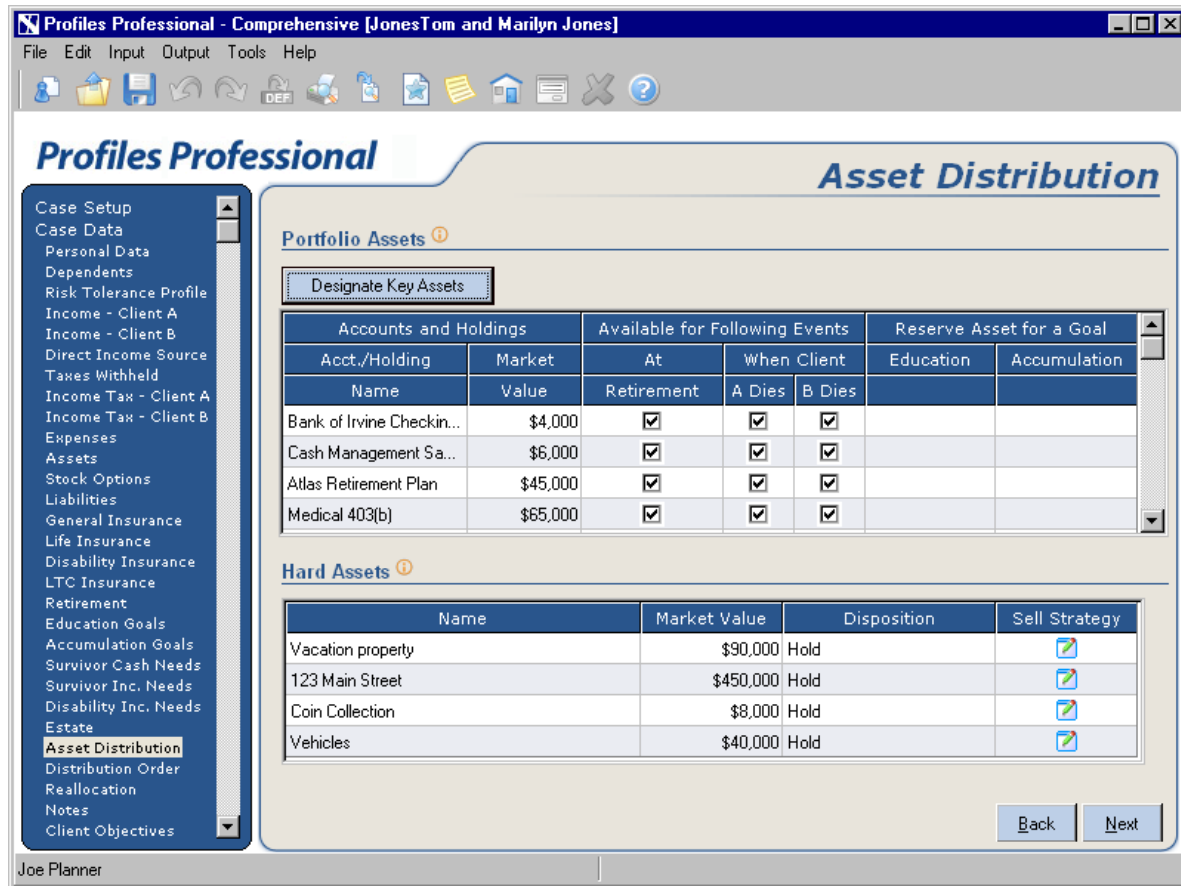 Profiles Professional - Comprehensive [JonesTom and Marilyn Jones]
File Edit Input Output Tools Help
DEF
Profiles Professional
Asset Distribution
Case Setup
Case Data
Personal Data
Dependents
Risk Tolerance Profile
Income - Client A
Income - Client B
Direct Income Source
Taxes Withheld
Income Tax - Client A
Income Tax - Client B
Expenses
Assets
Stock Options
Liabilities
General Insurance
Life Insurance
Disability Insurance
LTC Insurance
Retirement
Education Goals
Accumulation Goals
Survivor Cash Needs
Survivor Inc. Needs
Disability Inc. Needs
Estate
Asset Distribution
Distribution Order
Reallocation
Notes
Client Objectives
Portfolio Assets
Designate Key Assets
Accounts and Holdings Available for Following Events Reserve Asset for a Goal
Acct./Holding Market At When Client Education Accumulation
Name Value Retirement A Dies B Dies
Bank of Irvine Checkin... $4,000
Cash Management Sa... $6,000
Atlas Retirement Plan $45,000
Medical 403(b) $65,000
Hard Assets
Name Market Value Disposition Sell Strategy
Vacation property $90,000 Hold
123 Main Street $450,000 Hold
Coin Collection $8,000 Hold
Vehicles $40,000 Hold
Back Next
Joe Planner